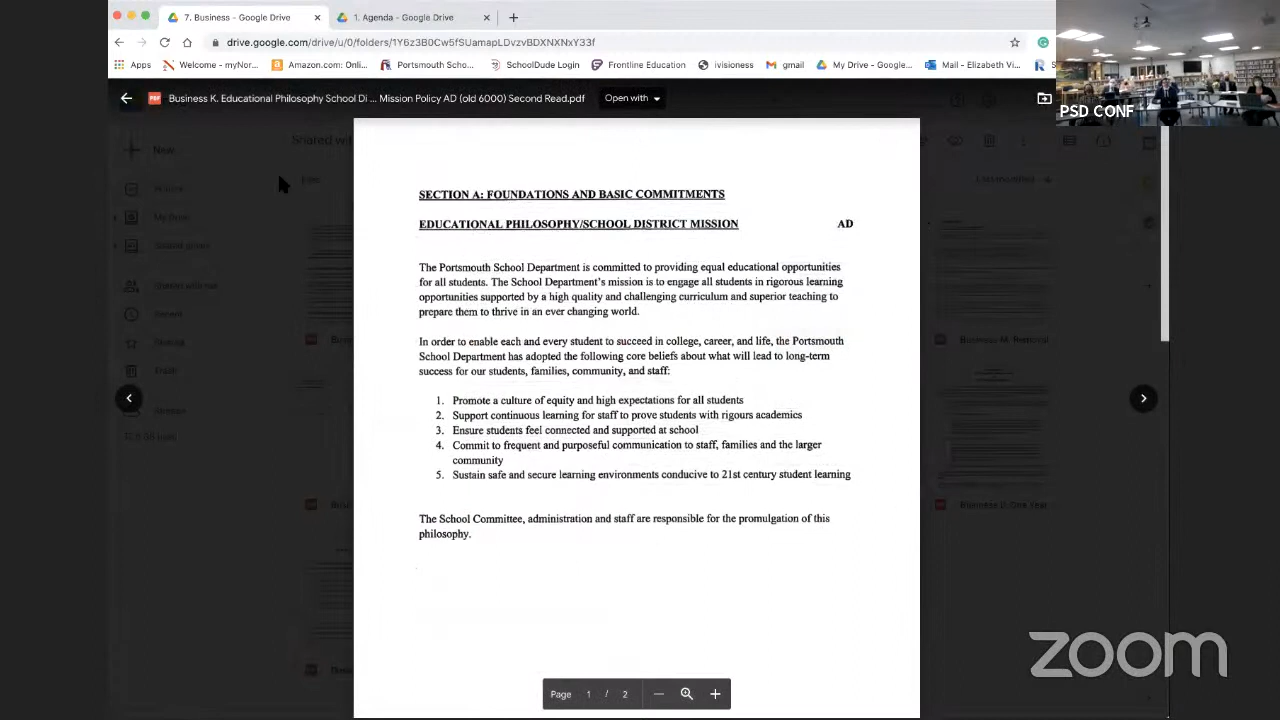 7. Business - Google Drive
1. Agenda - Google Drive
drive.google.com/drive/u/0/folders/1Y6z3B0Cw5fSUamapLDvzvBDXNXNxY33f
Apps
Welcome - myNor...
Amazon.com: Onli...
Portsmouth Scho...
SchoolDude Login
Frontline Education
ivisioness
gmail
My Drive - Google...
Mail - Elizabeth Vi...
Business K. Educational Philosophy School Di ... Mission Policy AD (old 6000) Second Read.pdf
Open with
PSD CONF
New
Shared with
My Drive
Shared with me
Trash
SECTION A: FOUNDATIONS AND BASIC COMMITMENTS
EDUCATIONAL PHILOSOPHY/SCHOOL DISTRICT MISSION AD
The Portsmouth School Department is committed to providing equal educational opportunities
for all students. The School Department's mission is to engage all students in rigorous learning
opportunities supported by a high quality and challenging curriculum and superior teaching to
prepare them to thrive in an ever changing world.
In order to enable each and every student to succeed in college, career, and life, the Portsmouth
School Department has adopted the following core beliefs about what will lead to long-term
success for our students, families, community, and staff:
1. Promote a culture of equity and high expectations for all students
2. Support continuous learning for staff to prove students with rigours academics
3. Ensure students feel connected and supported at school
4. Commit to frequent and purposeful communication to staff, families and the larger
community
5. Sustain safe and secure learning environments conducive to 21st century student learning
The School Committee, administration and staff are responsible for the promulgation of this
philosophy.
Page 1 / 2
zoom